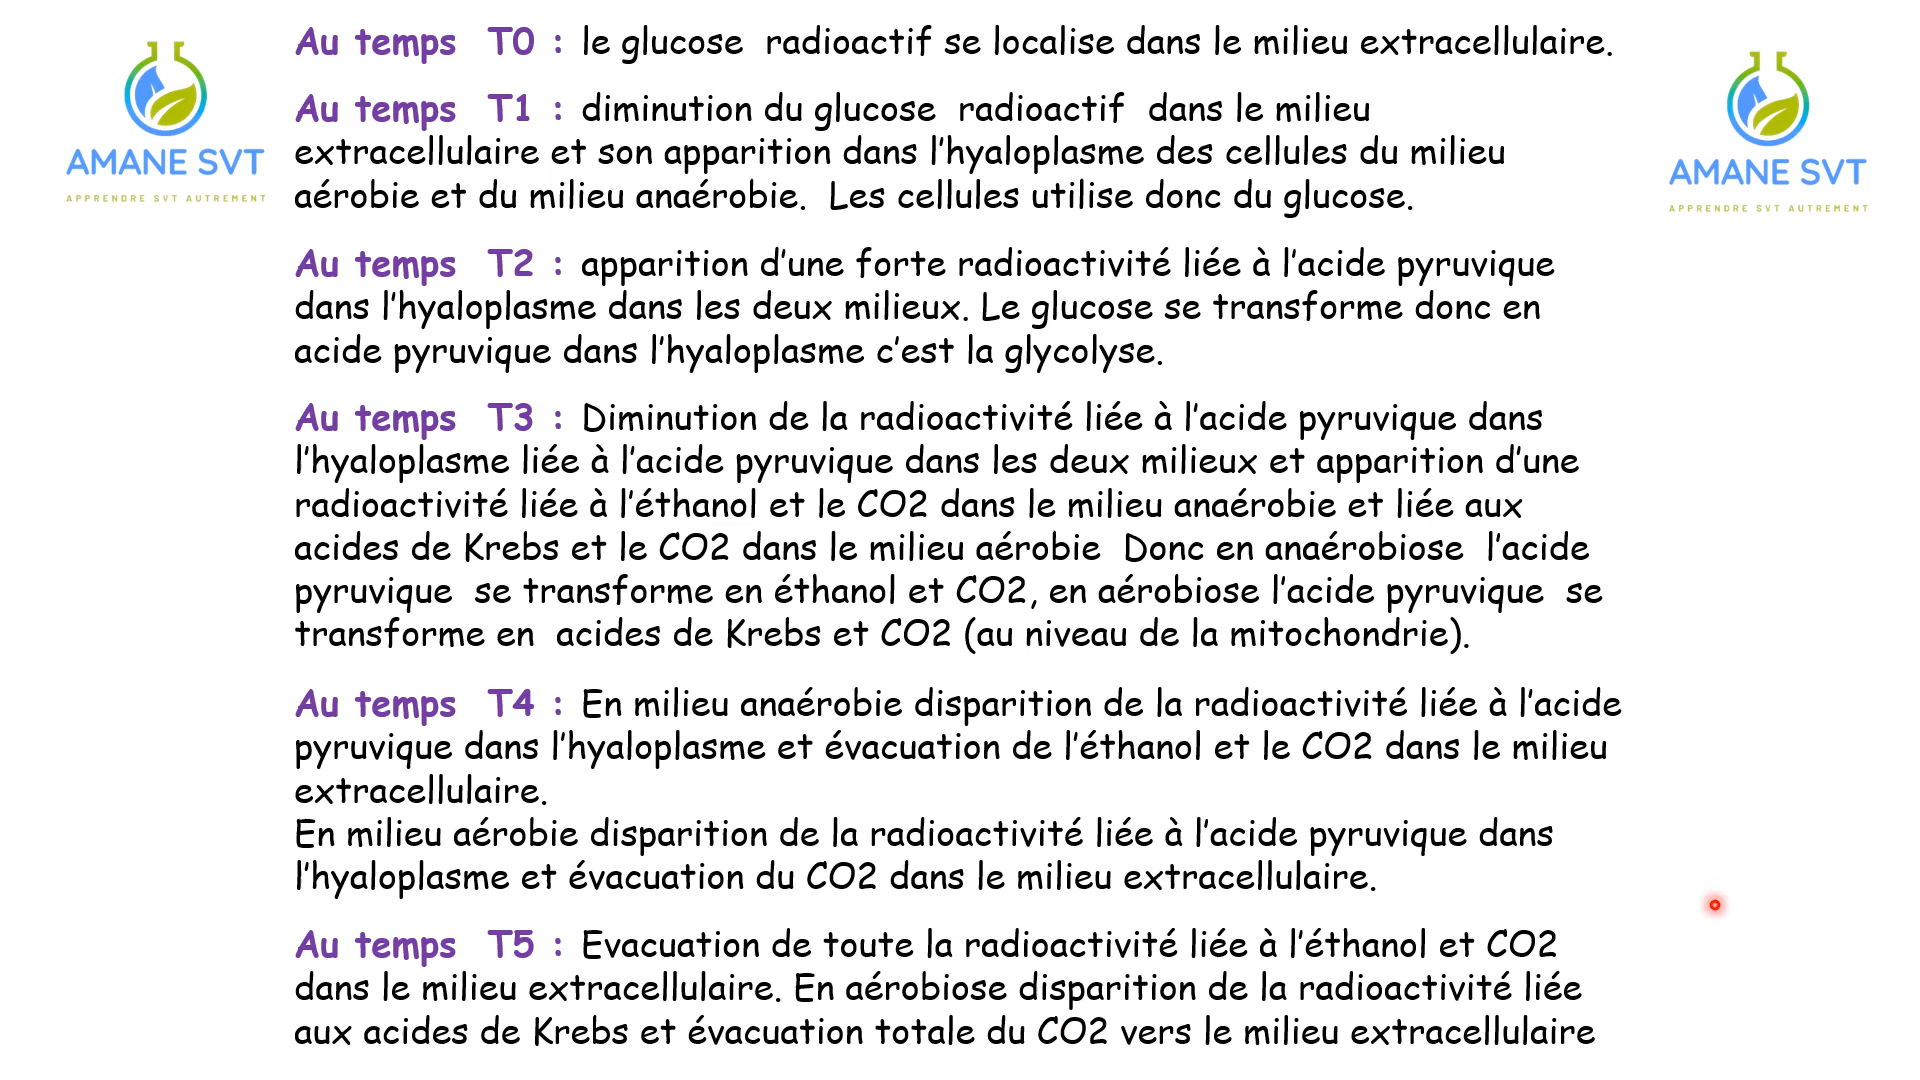 Au temps T0 : le glucose radioactif se localise dans le milieu extracellulaire.
Au temps T1 : diminution du glucose radioactif dans le milieu
extracellulaire et son apparition dans l'hyaloplasme des cellules du milieu
aérobie et du milieu anaérobie. Les cellules utilise donc du glucose.
Au temps T2 : apparition d'une forte radioactivité liée à l'acide pyruvique
dans l'hyaloplasme dans les deux milieux. Le glucose se transforme donc en
acide pyruvique dans l'hyaloplasme c'est la glycolyse.
Au temps T3 : Diminution de la radioactivité liée à l'acide pyruvique dans
l'hyaloplasme liée à l'acide pyruvique dans les deux milieux et apparition d'une
radioactivité liée à l'éthanol et le CO2 dans le milieu anaérobie et liée aux
acides de Krebs et le CO2 dans le milieu aérobie Donc en anaérobiose l'acide
pyruvique se transforme en éthanol et CO2, en aérobiose l'acide pyruvique se
transforme en acides de Krebs et CO2 (au niveau de la mitochondrie).
Au temps T4 : En milieu anaérobie disparition de la radioactivité liée à l'acide
pyruvique dans l'hyaloplasme et évacuation de l'éthanol et le CO2 dans le milieu
extracellulaire.
En milieu aérobie disparition de la radioactivité liée à l'acide pyruvique dans
l'hyaloplasme et évacuation du CO2 dans le milieu extracellulaire.
Au temps T5 : Evacuation de toute la radioactivité liée à l'éthanol et CO2
dans le milieu extracellulaire. En aérobiose disparition de la radioactivité liée
aux acides de Krebs et évacuation totale du CO2 vers le milieu extracellulaire
AMANE SVT
APPRENDRE SVT AUTREMENT
AMANE SVT
APPRENDRE SVT AUTREMENT